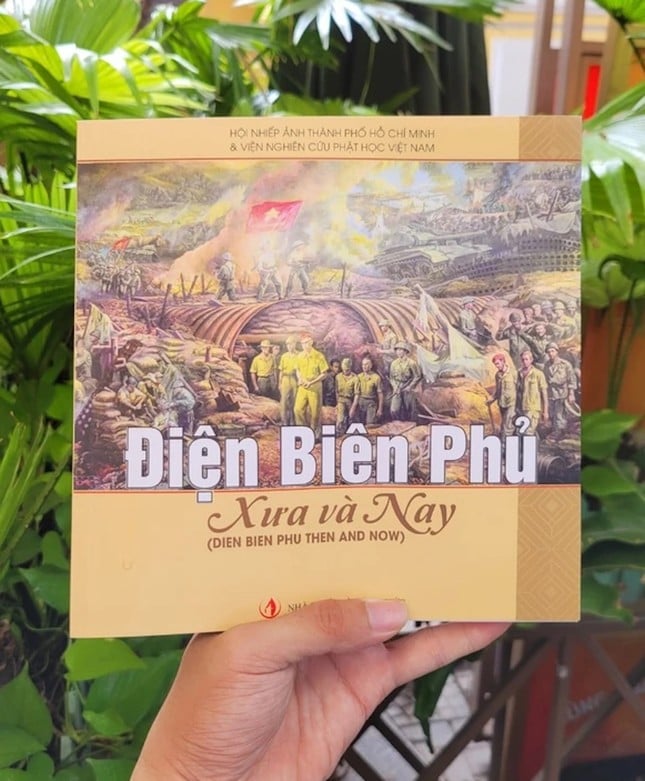 HỘI NHIẾP ẢNH THÀNH PHỐ HỒ CHÍ MINH
& VIỆN NGHIÊN CỨU PHẬT HỌC VIỆT NAM
Điện Biên Phủ
Xưa và Nay
(DIEN BIEN PHU THEN AND NOW)